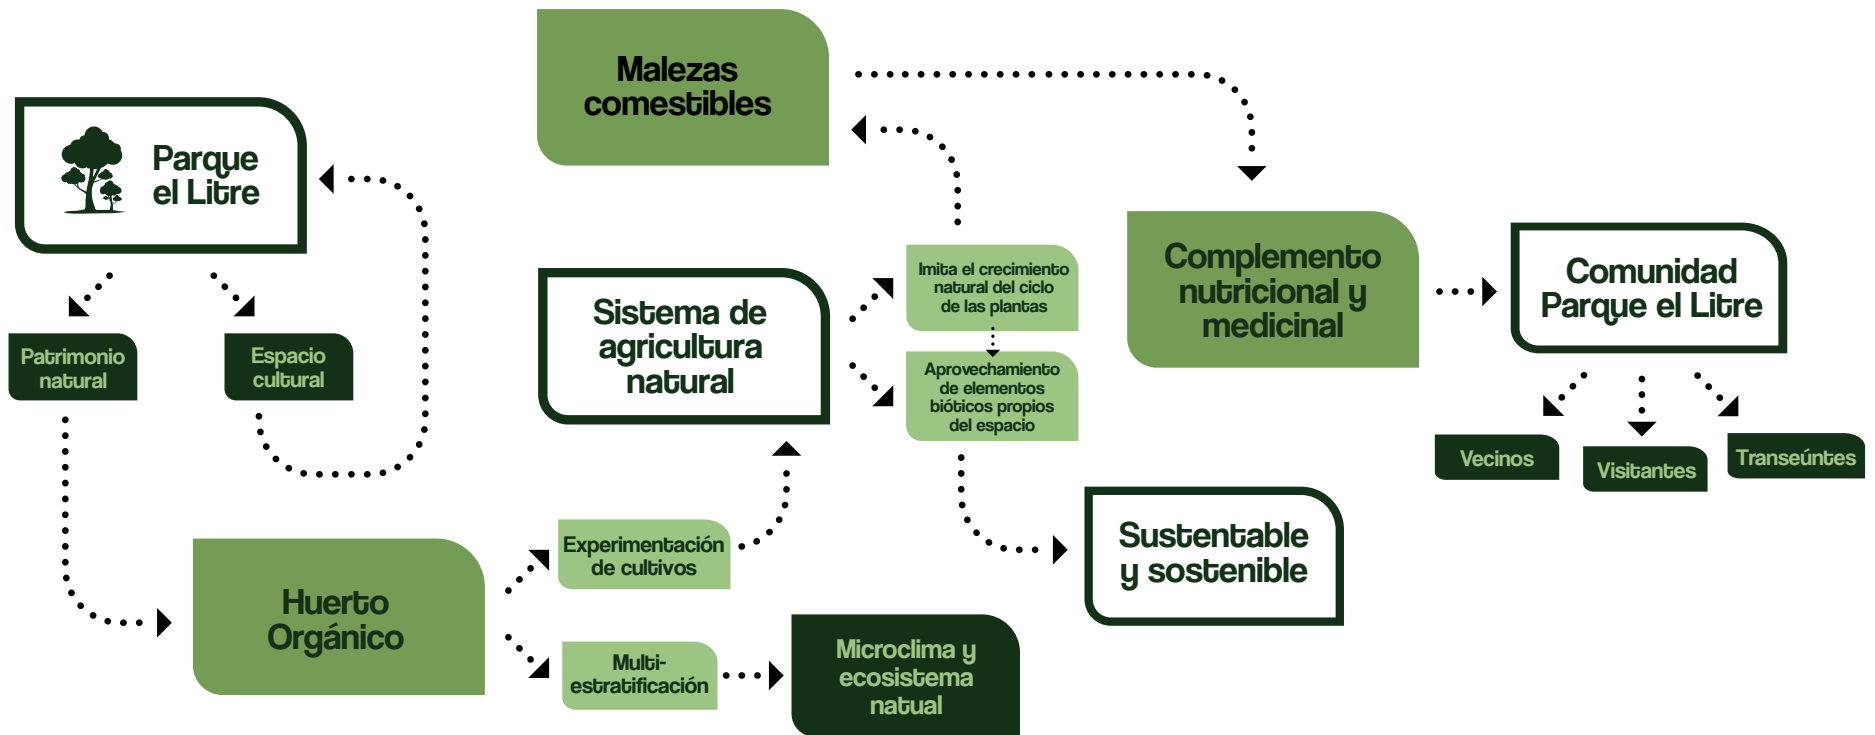 Parque
el Litre
Patrimonio
natural
Espacio
cultural
Huerto
Orgánico
Experimentación
de cultivos
Multi-
estratificación
Microclima y
ecosistema
natual
Sistema de
agricultura
natural
Imita el crecimiento
natural del ciclo
de las plantas
Aprovechamiento
de elementos
bióticos propios
del espacio
Malezas
comestibles
Sustentable
y sostenible
Complemento
nutricional y
medicinal
Comunidad
Parque el Litre
Vecinos
Visitantes
Transeúntes